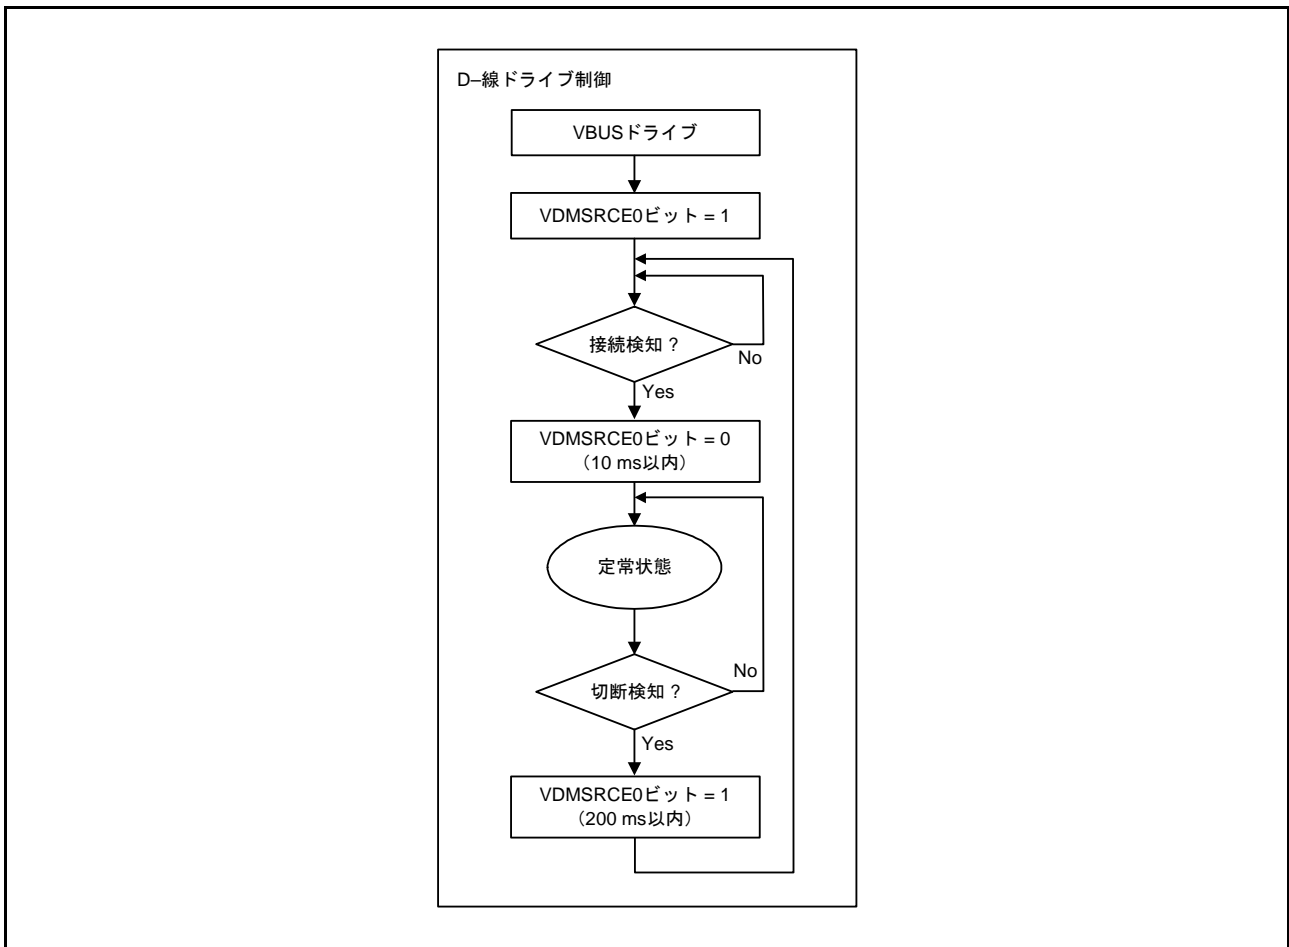 D–線ドライブ制御
VBUSドライブ
VDMSRCE0ビット = 1
接続検知 ?
No
Yes
VDMSRCE0ビット = 0
（10 ms以内）
定常状態
No
切断検知 ?
Yes
VDMSRCE0ビット = 1
（200 ms以内）